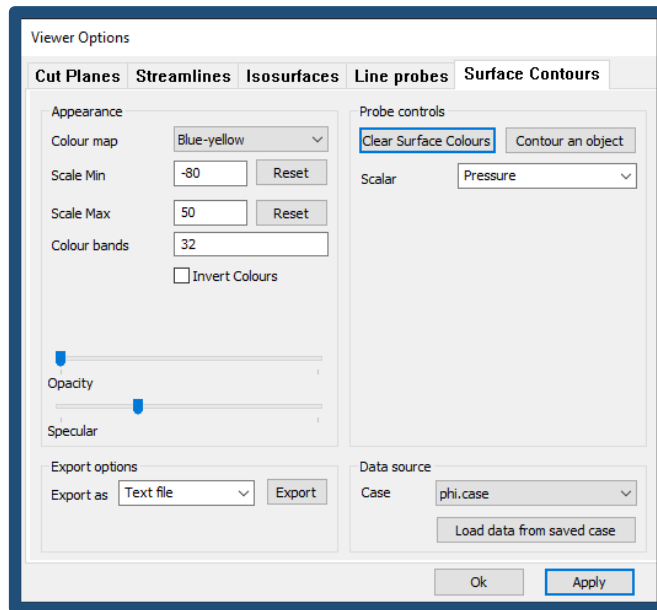 Viewer Options
Cut Planes Streamlines Isosurfaces Line probes Surface Contours
Appearance
Colour map Blue-yellow
Scale Min -80 Reset
Scale Max 50 Reset
Colour bands 32
Invert Colours
Opacity
Specular
Probe controls
Clear Surface Colours Contour an object
Scalar Pressure
Export options
Export as Text file Export
Data source
Case phi.case
Load data from saved case
Ok Apply